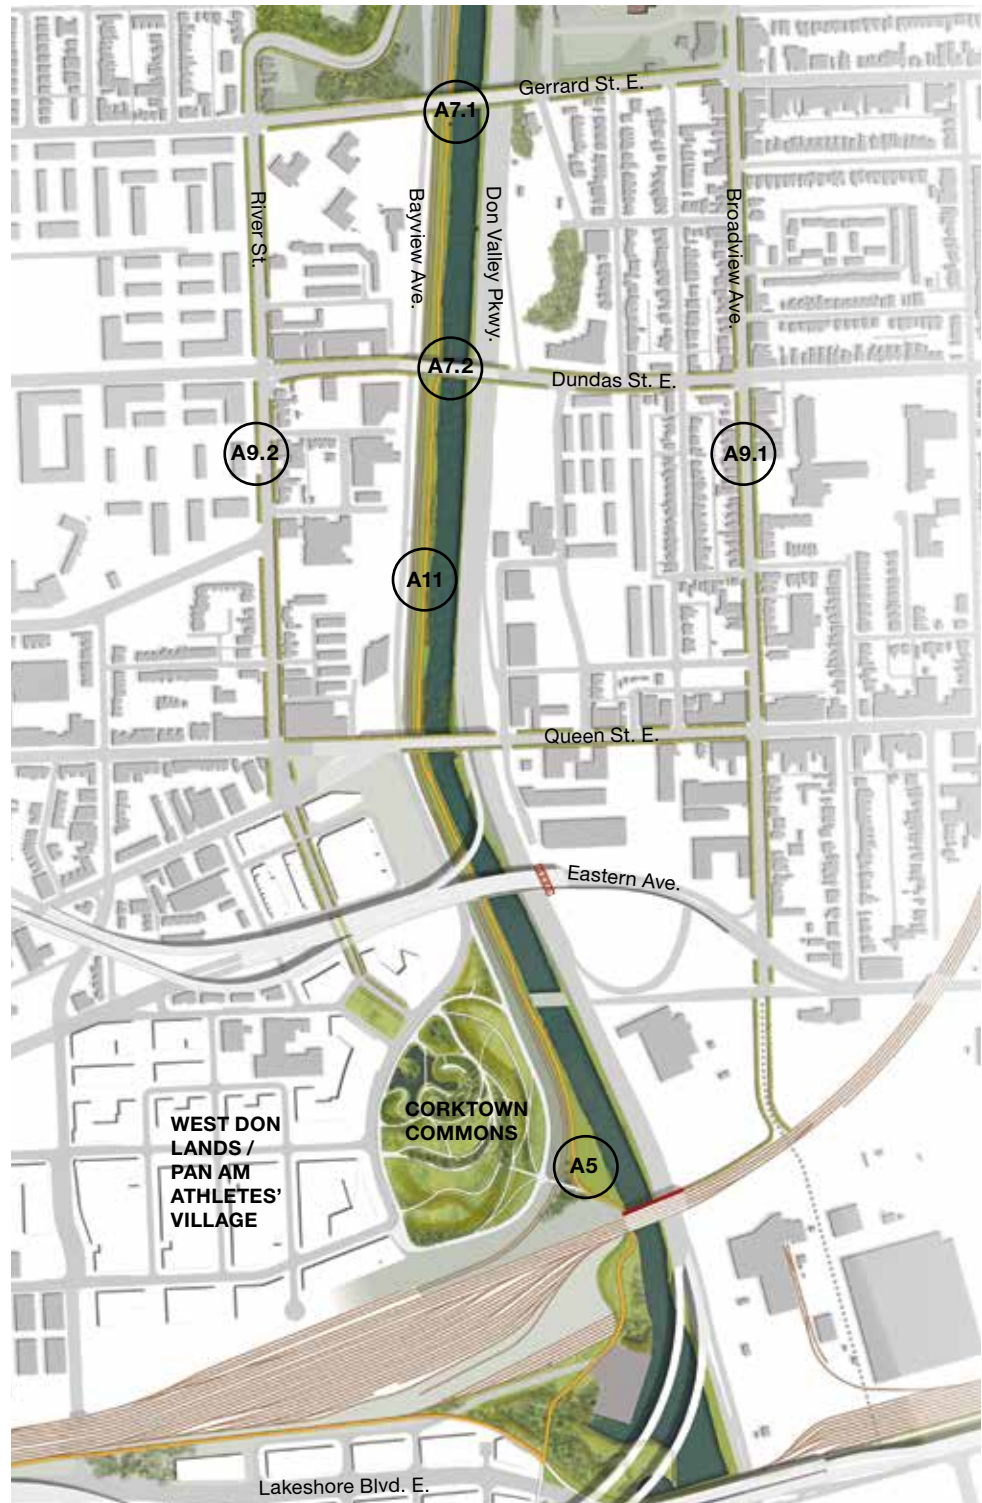 Gerrard St. E.
A7.1
River St.
Bayview Ave.
Don Valley Pkwy.
Broadview Ave.
A7.2
Dundas St. E.
A9.2
A9.1
A11
Queen St. E.
Eastern Ave.
CORKTOWN
COMMONS
WEST DON
LANDS /
PAN AM
ATHLETES’
VILLAGE
A5
Lakeshore Blvd. E.